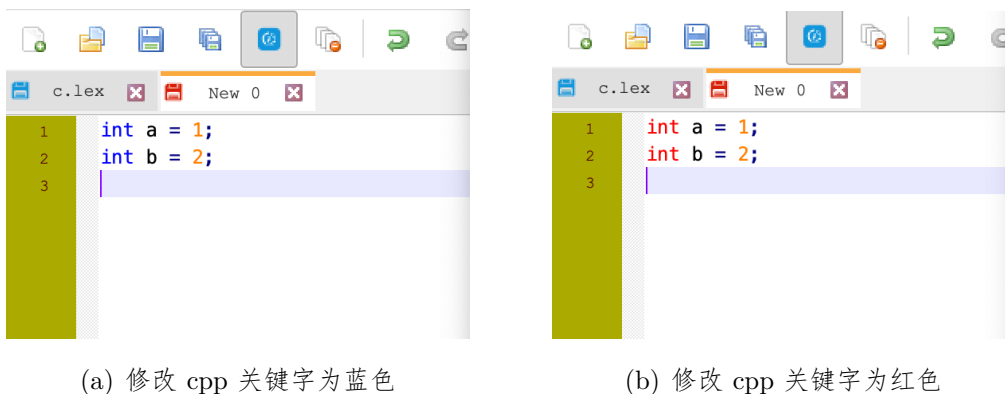 c.lex New 0
1 int a = 1;
2 int b = 2;
3
(a) 修改 cpp 关键字为蓝色
c.lex New 0
1 int a = 1;
2 int b = 2;
3
(b) 修改 cpp 关键字为红色